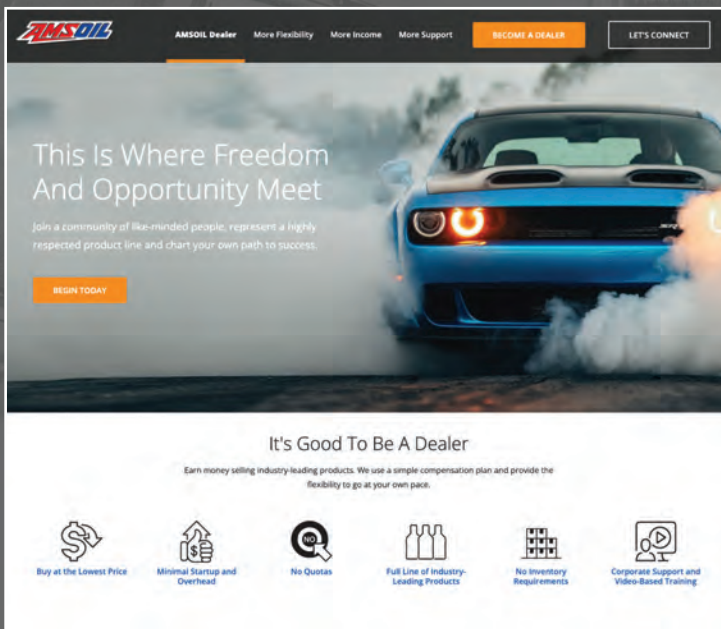 AMSOIL
AMSOIL Dealer More Flexibility More Income More Support BECOME A DEALER LET'S CONNECT
This Is Where Freedom
And Opportunity Meet
Join a community of like-minded people, represent a highly
respected product line and chart your own path to success.
BEGIN TODAY
It's Good To Be A Dealer
Earn money selling industry-leading products. We use a simple compensation plan and provide the
flexibility to go at your own pace.
NO
Buy at the Lowest Price
Minimal Startup and
Overhead
No Quotas
Full Line of Industry-
Leading Products
No Inventory
Requirements
Corporate Support and
Video-Based Training